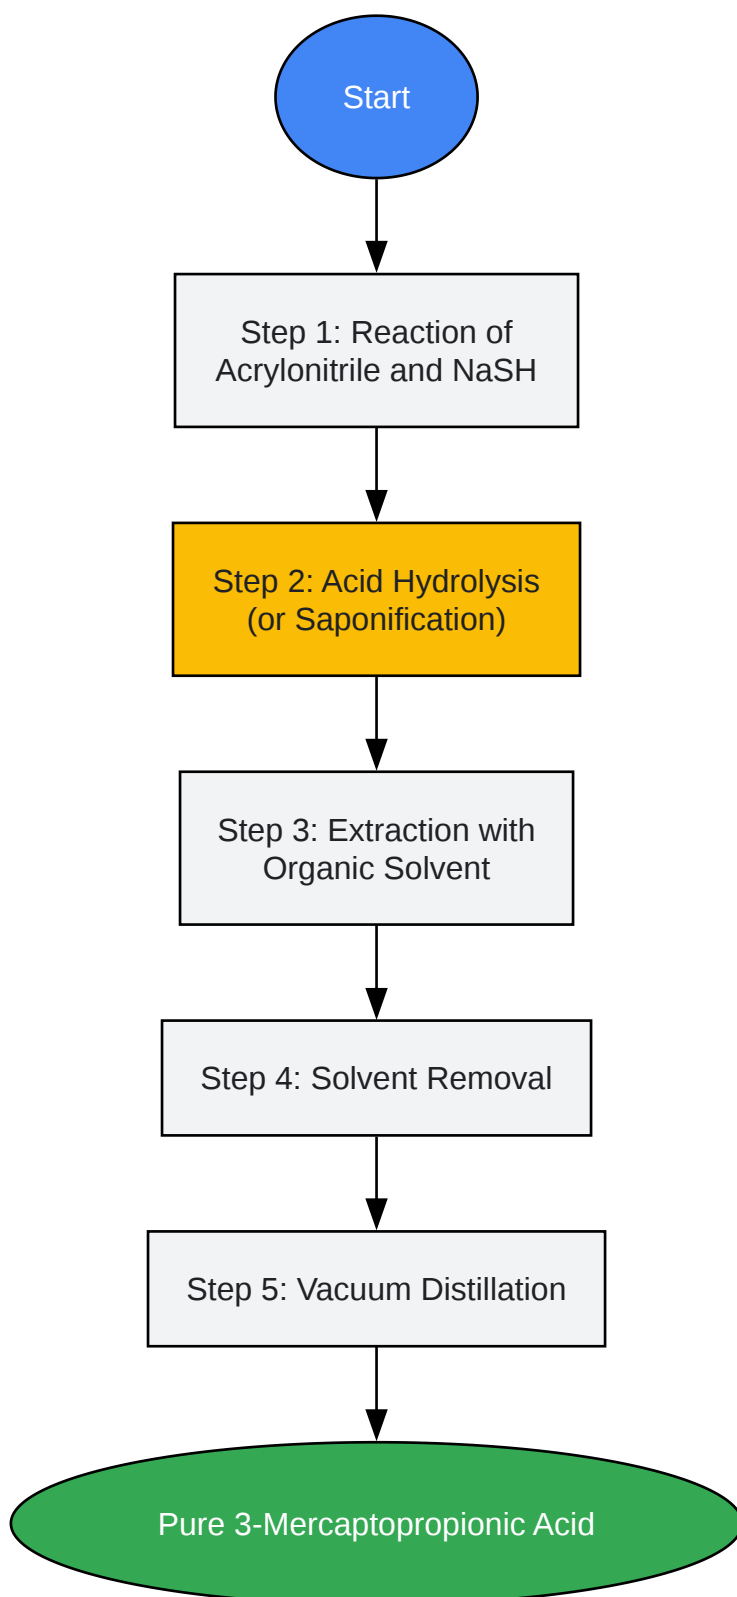 Start
Step 1: Reaction of
Acrylonitrile and NaSH
Step 2: Acid Hydrolysis
(or Saponification)
Step 3: Extraction with
Organic Solvent
Step 4: Solvent Removal
Step 5: Vacuum Distillation
Pure 3-Mercaptopropionic Acid